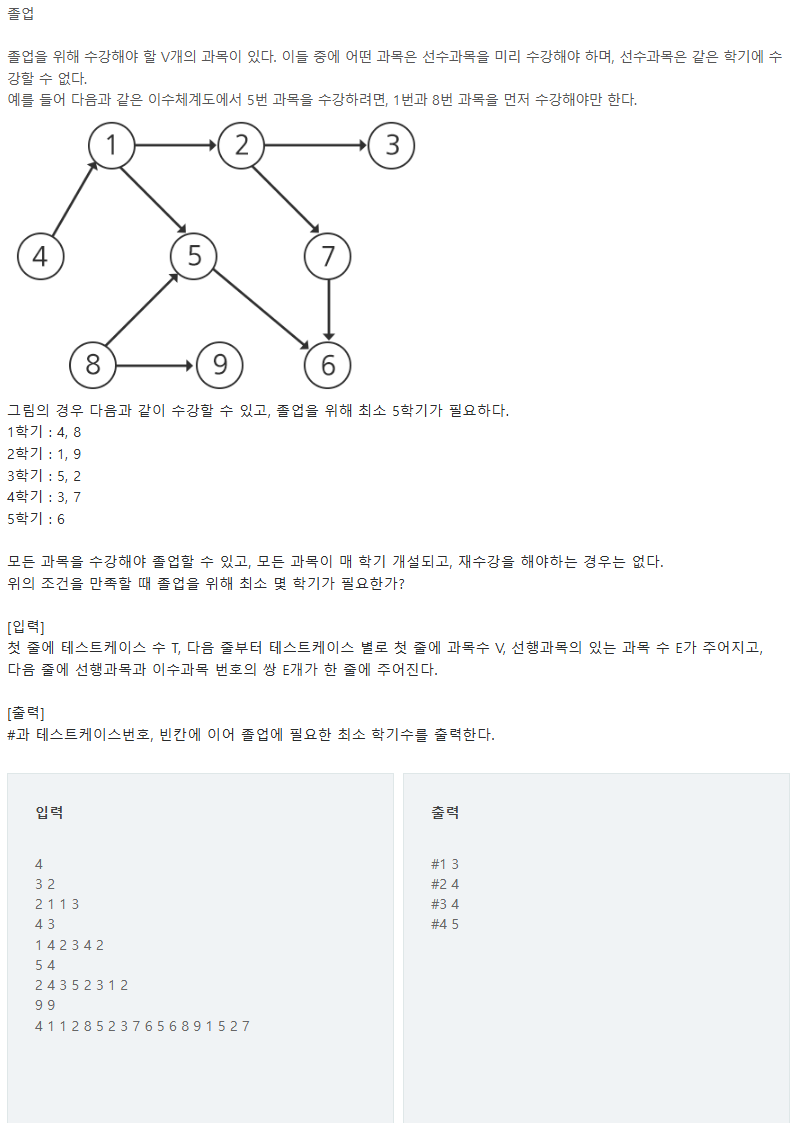 졸업
졸업을 위해 수강해야 할 V개의 과목이 있다. 이들 중에 어떤 과목은 선수과목을 미리 수강해야 하며, 선수과목은 같은 학기에 수
강할 수 없다.
예를 들어 다음과 같은 이수체계도에서 5번 과목을 수강하려면, 1번과 8번 과목을 먼저 수강해야만 한다.
1 2 3
4 5 7
8 9 6
그림의 경우 다음과 같이 수강할 수 있고, 졸업을 위해 최소 5학기가 필요하다.
1학기 : 4, 8
2학기 : 1, 9
3학기 : 5, 2
4학기 : 3, 7
5학기 : 6
모든 과목을 수강해야 졸업할 수 있고, 모든 과목이 매 학기 개설되고, 재수강을 해야하는 경우는 없다.
위의 조건을 만족할 때 졸업을 위해 최소 몇 학기가 필요한가?
[입력]
첫 줄에 테스트케이스 수 T, 다음 줄부터 테스트케이스 별로 첫 줄에 과목수 V, 선행과목의 있는 과목 수 E가 주어지고,
다음 줄에 선행과목과 이수과목 번호의 쌍 E개가 한 줄에 주어진다.
[출력]
#과 테스트케이스번호, 빈칸에 이어 졸업에 필요한 최소 학기수를 출력한다.
입력
4
3 2
2 1 1 3
4 3
1 4 2 3 4 2
5 4
2 4 3 5 2 3 1 2
9 9
4 1 1 2 8 5 2 3 7 6 5 6 8 9 1 5 2 7
출력
#1 3
#2 4
#3 4
#4 5